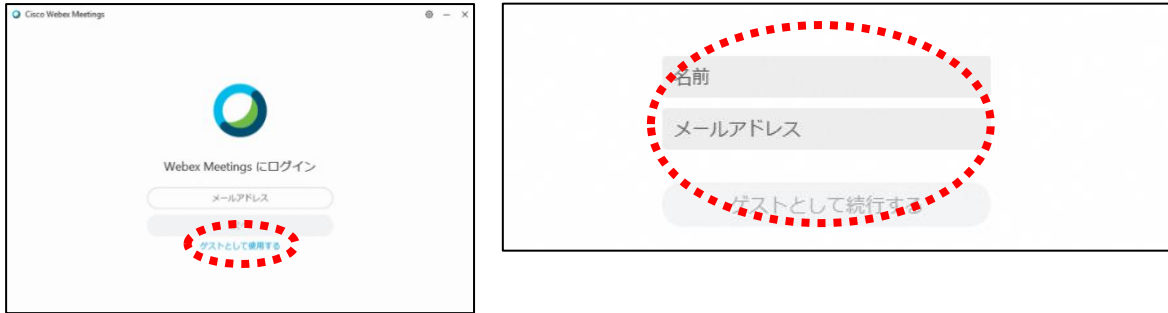 Cisco Webex Meetings
Webex Meetings にログイン
メールアドレス
ゲストとして使用する
名前
メールアドレス
ゲストとして続行する